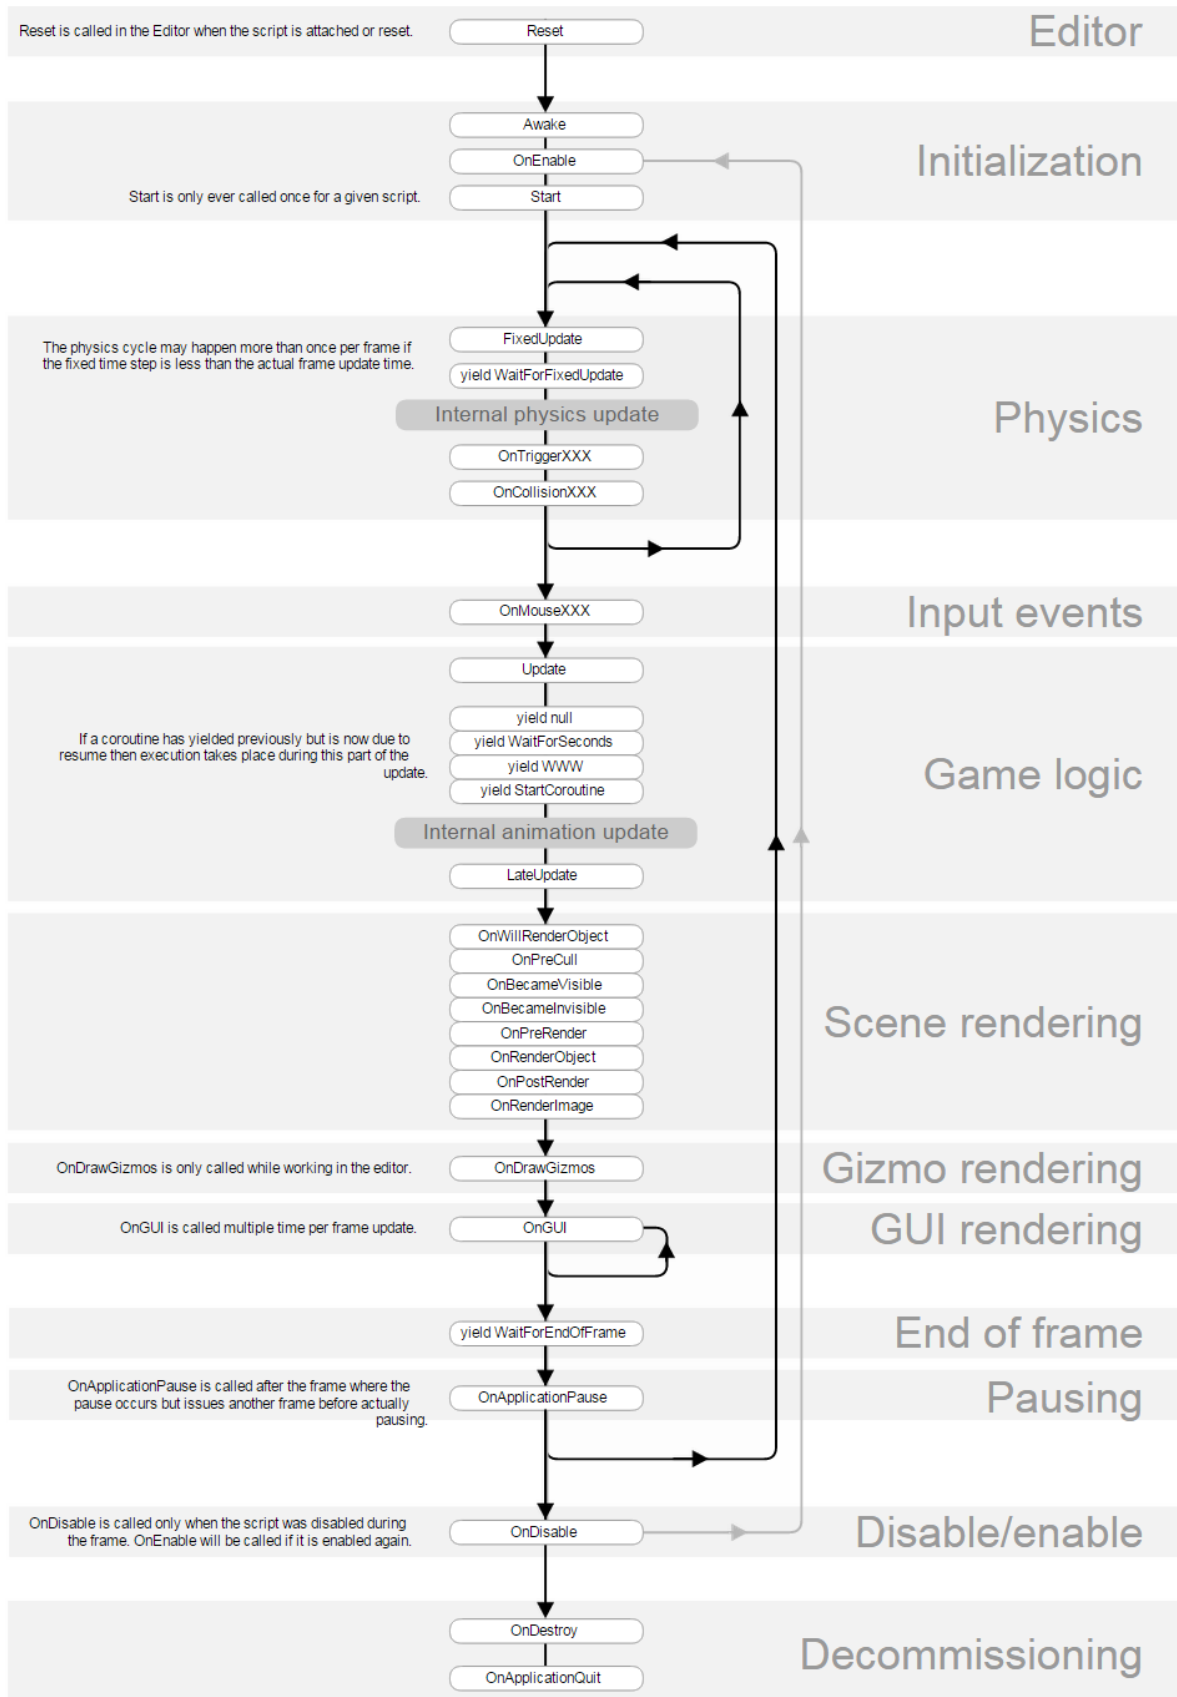 Reset is called in the Editor when the script is attached or reset.
Reset
Editor
Awake
OnEnable
Initialization
Start is only ever called once for a given script.
Start
The physics cycle may happen more than once per frame if
the fixed time step is less than the actual frame update time.
FixedUpdate
yield WaitForFixedUpdate
Internal physics update
Physics
OnTriggerXXX
OnCollisionXXX
OnMouseXXX
Input events
Update
If a coroutine has yielded previously but is now due to
resume then execution takes place during this part of the
update.
yield null
yield WaitForSeconds
yield WWW
yield StartCoroutine
Game logic
Internal animation update
LateUpdate
OnWillRenderObject
OnPreCull
OnBecameVisible
OnBecameInvisible
OnPreRender
OnRenderObject
OnPostRender
OnRenderImage
Scene rendering
OnDrawGizmos is only called while working in the editor.
OnDrawGizmos
Gizmo rendering
OnGUI is called multiple time per frame update.
OnGUI
GUI rendering
yield WaitForEndOfFrame
End of frame
OnApplicationPause is called after the frame where the
pause occurs but issues another frame before actually
pausing.
OnApplicationPause
Pausing
OnDisable is called only when the script was disabled during
the frame. OnEnable will be called if it is enabled again.
OnDisable
Disable/enable
OnDestroy
OnApplicationQuit
Decommissioning